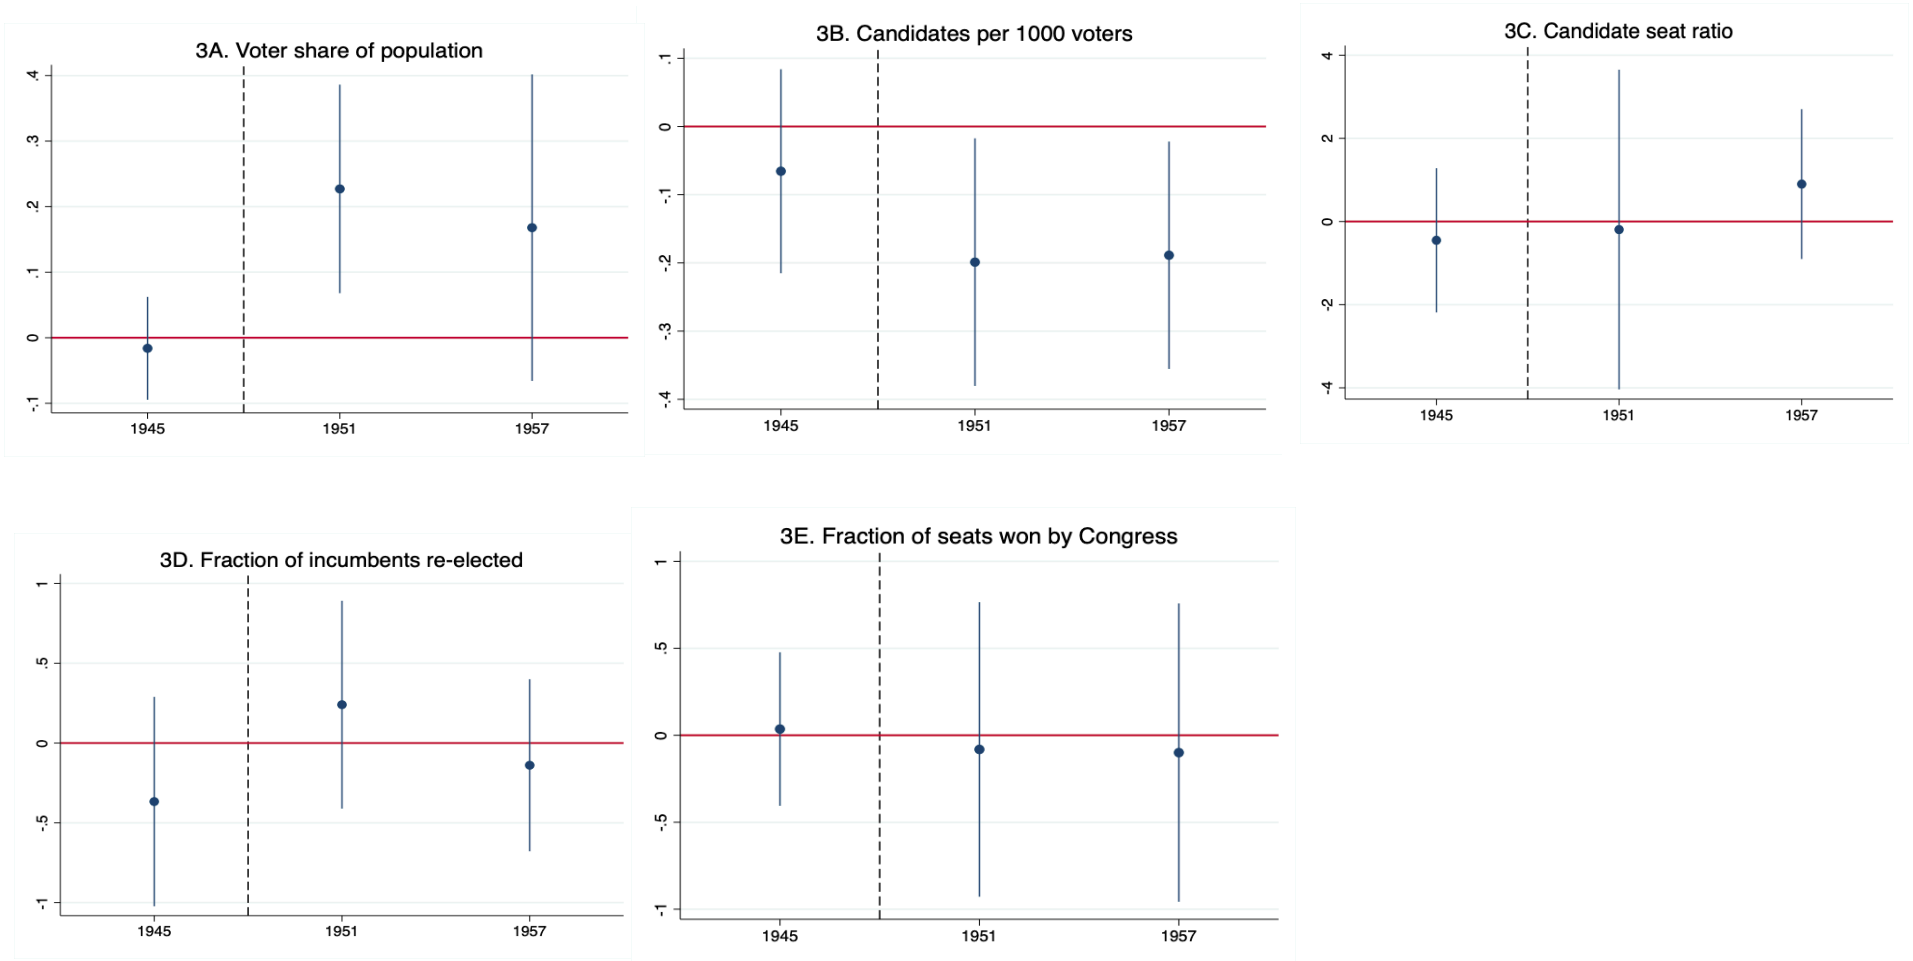 3A. Voter share of population
.4
.3
.2
.1
0
-.1
1945 1951 1957
3B. Candidates per 1000 voters
.1
0
-.1
-.2
-.3
-.4
1945 1951 1957
3C. Candidate seat ratio
4
2
0
-2
-4
1945 1951 1957
3D. Fraction of incumbents re-elected
1
.5
0
-.5
-1
1945 1951 1957
3E. Fraction of seats won by Congress
1
.5
0
-.5
-1
1945 1951 1957